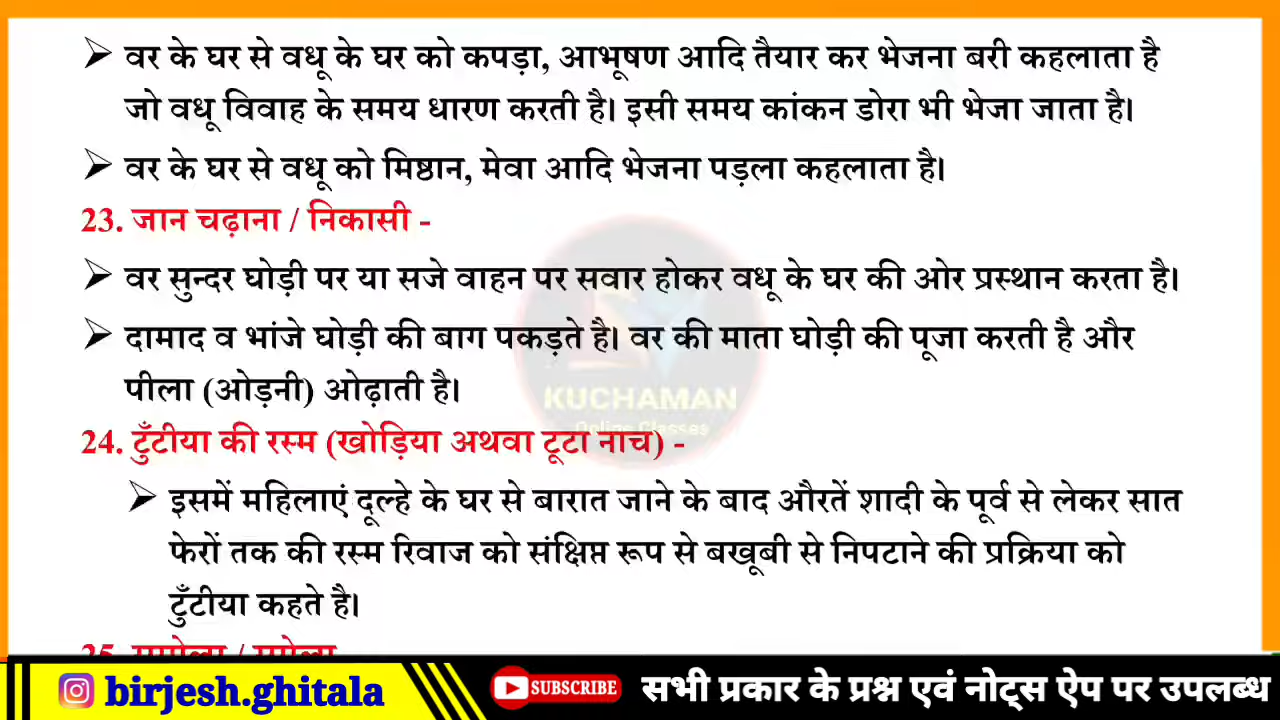 ➢ वर के घर से वधू के घर को कपड़ा, आभूषण आदि तैयार कर भेजना बरी कहलाता है
जो वधू विवाह के समय धारण करती है। इसी समय कांकन डोरा भी भेजा जाता है।
➢ वर के घर से वधू को मिष्ठान, मेवा आदि भेजना पड़ला कहलाता है।
23. जान चढ़ाना / निकासी -
➢ वर सुन्दर घोड़ी पर या सजे वाहन पर सवार होकर वधू के घर की ओर प्रस्थान करता है।
➢ दामाद व भांजे घोड़ी की बाग पकड़ते है। वर की माता घोड़ी की पूजा करती है और
पीला (ओड़नी) ओढ़ाती है।
KUCHAMAN
Online Classes
24. टुँटीया की रस्म (खोड़िया अथवा टूटा नाच) -
➢ इसमें महिलाएं दूल्हे के घर से बारात जाने के बाद औरतें शादी के पूर्व से लेकर सात
फेरों तक की रस्म रिवाज को संक्षिप्त रूप से बखूबी से निपटाने की प्रक्रिया को
टुँटीया कहते है।
25.
birjesh.ghitala SUBSCRIBE सभी प्रकार के प्रश्न एवं नोट्स ऐप पर उपलब्ध